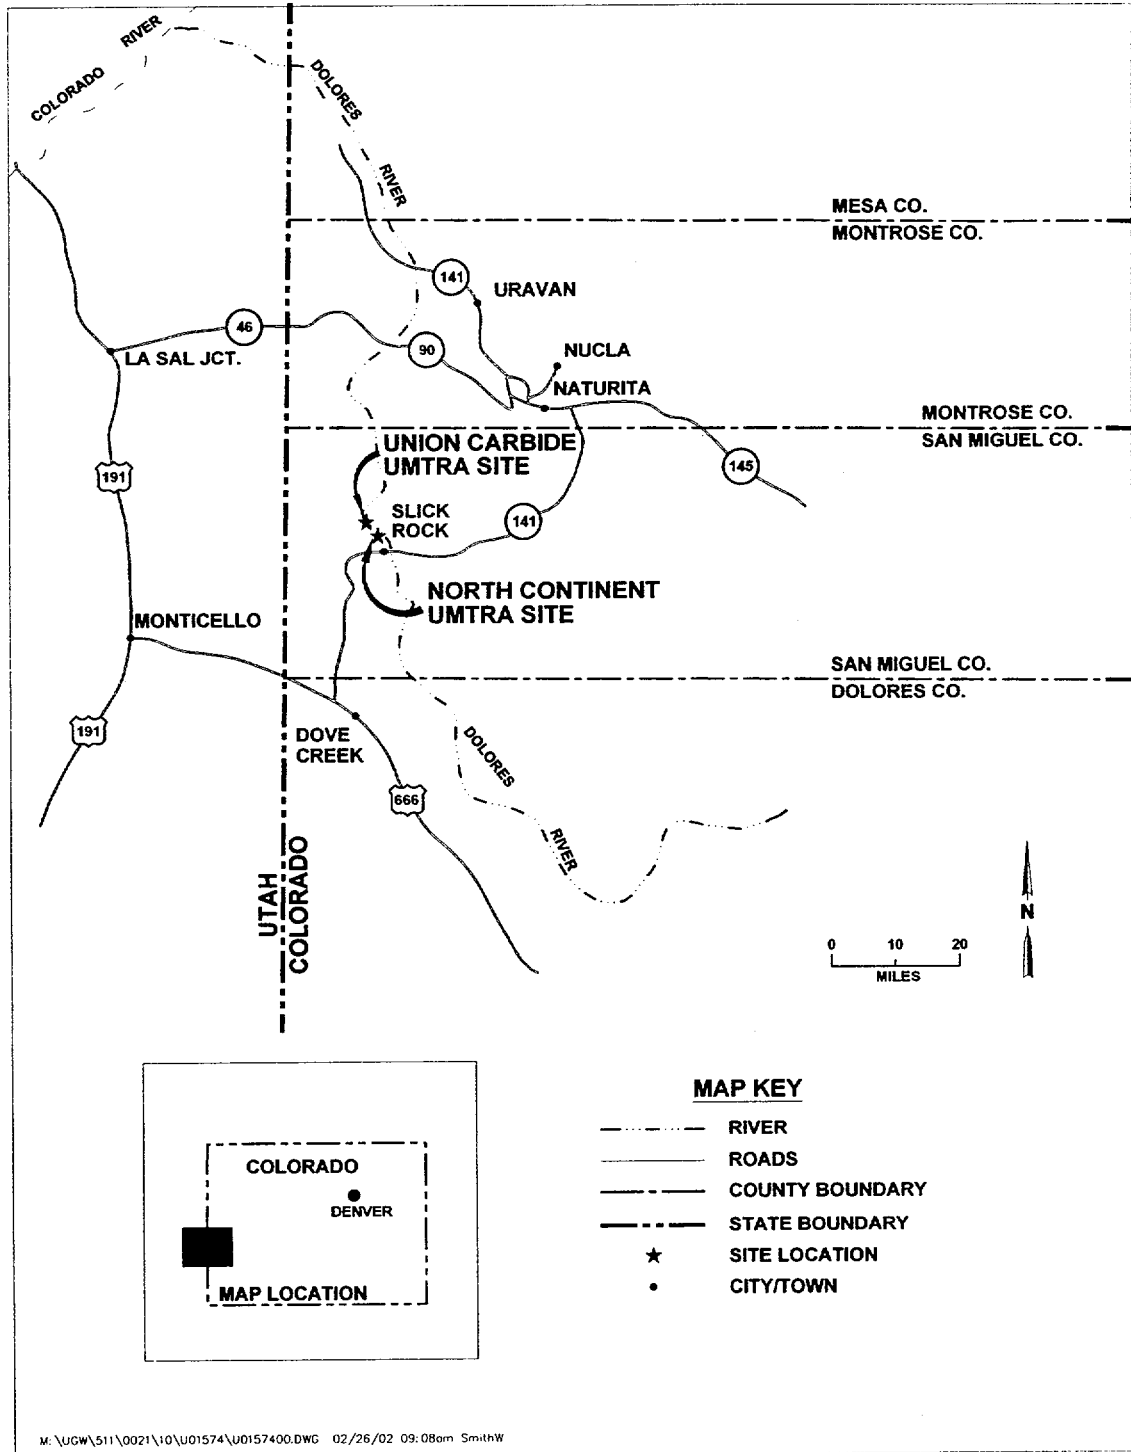 COLORADO RIVER
DOLORES
RIVER
MESA CO.
MONTROSE CO.
141
URAVAN
46
LA SAL JCT.
90
NUCLA
NATURITA
MONTROSE CO.
SAN MIGUEL CO.
UNION CARBIDE
UMTRA SITE
145
191
SLICK
ROCK
141
NORTH CONTINENT
UMTRA SITE
MONTICELLO
SAN MIGUEL CO.
DOLORES CO.
191
DOVE
CREEK
DOLORES
666
RIVER
UTAH
COLORADO
N
0 10 20
MILES
MAP KEY
RIVER
ROADS
COUNTY BOUNDARY
STATE BOUNDARY
SITE LOCATION
CITY/TOWN
COLORADO
DENVER
MAP LOCATION
M:\UGW\511\0021\10\U01574\U0157400.DWG 02/26/02 09:08am SmithW